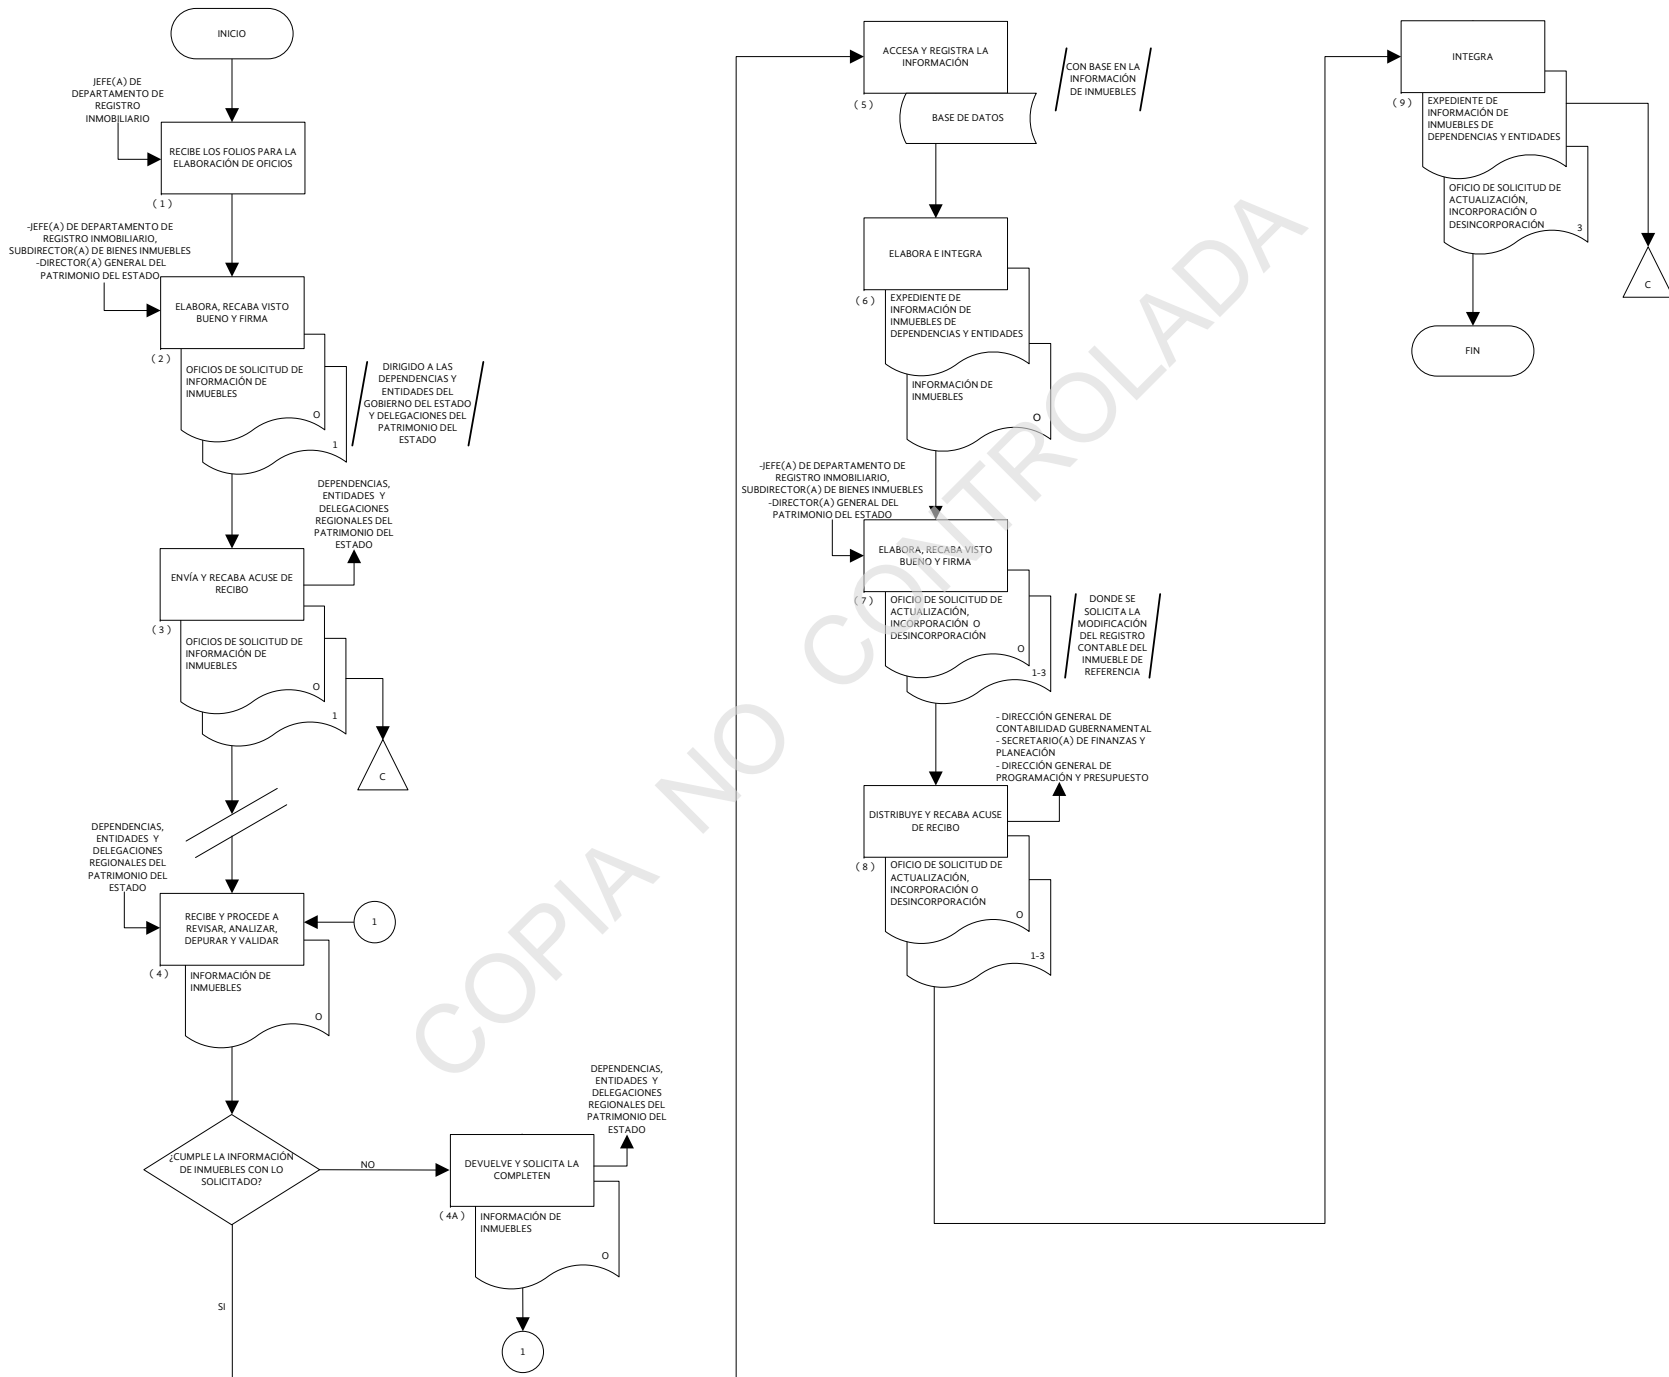 INICIO
JEFE(A) DE
DEPARTAMENTO DE
REGISTRO
INMOBILIARIO
RECIBE LOS FOLIOS PARA LA
ELABORACIÓN DE OFICIOS
( 1 )
-JEFE(A) DE DEPARTAMENTO DE
REGISTRO INMOBILIARIO,
SUBDIRECTOR(A) DE BIENES INMUEBLES
-DIRECTOR(A) GENERAL DEL
PATRIMONIO DEL ESTADO
ELABORA, RECABA VISTO
BUENO Y FIRMA
( 2 )
OFICIOS DE SOLICITUD DE
INFORMACIÓN DE
INMUEBLES
O
1
DIRIGIDO A LAS
DEPENDENCIAS Y
ENTIDADES DEL
GOBIERNO DEL ESTADO
Y DELEGACIONES DEL
PATRIMONIO DEL
ESTADO
DEPENDENCIAS,
ENTIDADES Y
DELEGACIONES
REGIONALES DEL
PATRIMONIO DEL
ESTADO
ENVÍA Y RECABA ACUSE DE
RECIBO
( 3 )
OFICIOS DE SOLICITUD DE
INFORMACIÓN DE
INMUEBLES
O
1
C
DEPENDENCIAS,
ENTIDADES Y
DELEGACIONES
REGIONALES DEL
PATRIMONIO DEL
ESTADO
RECIBE Y PROCEDE A
REVISAR, ANALIZAR,
DEPURAR Y VALIDAR
1
( 4 )
INFORMACIÓN DE
INMUEBLES
O
¿CUMPLE LA INFORMACIÓN
DE INMUEBLES CON LO
SOLICITADO?
NO
SI
DEPENDENCIAS,
ENTIDADES Y
DELEGACIONES
REGIONALES DEL
PATRIMONIO DEL
ESTADO
DEVUELVE Y SOLICITA LA
COMPLETEN
( 4A )
INFORMACIÓN DE
INMUEBLES
O
1
ACCESA Y REGISTRA LA
INFORMACIÓN
( 5 )
BASE DE DATOS
CON BASE EN LA
INFORMACIÓN
DE INMUEBLES
ELABORA E INTEGRA
( 6 )
EXPEDIENTE DE
INFORMACIÓN DE
INMUEBLES DE
DEPENDENCIAS Y ENTIDADES
INFORMACIÓN DE
INMUEBLES
O
-JEFE(A) DE DEPARTAMENTO DE
REGISTRO INMOBILIARIO,
SUBDIRECTOR(A) DE BIENES INMUEBLES
-DIRECTOR(A) GENERAL DEL
PATRIMONIO DEL ESTADO
ELABORA, RECABA VISTO
BUENO Y FIRMA
( 7 )
OFICIO DE SOLICITUD DE
ACTUALIZACIÓN,
INCORPORACIÓN O
DESINCORPORACIÓN
O
1-3
DONDE SE
SOLICITA LA
MODIFICACIÓN
DEL REGISTRO
CONTABLE DEL
INMUEBLE DE
REFERENCIA
- DIRECCIÓN GENERAL DE
CONTABILIDAD GUBERNAMENTAL
- SECRETARIO(A) DE FINANZAS Y
PLANEACIÓN
- DIRECCIÓN GENERAL DE
PROGRAMACIÓN Y PRESUPUESTO
DISTRIBUYE Y RECABA ACUSE
DE RECIBO
( 8 )
OFICIO DE SOLICITUD DE
ACTUALIZACIÓN,
INCORPORACIÓN O
DESINCORPORACIÓN
O
1-3
INTEGRA
( 9 )
EXPEDIENTE DE
INFORMACIÓN DE
INMUEBLES DE
DEPENDENCIAS Y ENTIDADES
OFICIO DE SOLICITUD DE
ACTUALIZACIÓN,
INCORPORACIÓN O
DESINCORPORACIÓN
3
C
FIN
COPIA NO CONTROLADA